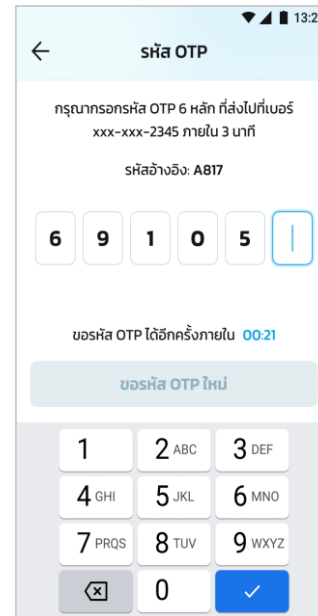 13:2
รหัส OTP
กรุณากรอกรหัส OTP 6 หลัก ที่ส่งไปที่เบอร์
xxx-xxx-2345 ภายใน 3 นาที
รหัสอ้างอิง: A817
6 9 1 0 5
ขอรหัส OTP ได้อีกครั้งภายใน 00:21
ขอรหัส OTP ใหม่
1 2 ABC 3 DEF
4 GHI 5 JKL 6 MNO
7 PRQS 8 TUV 9 WXYZ
0